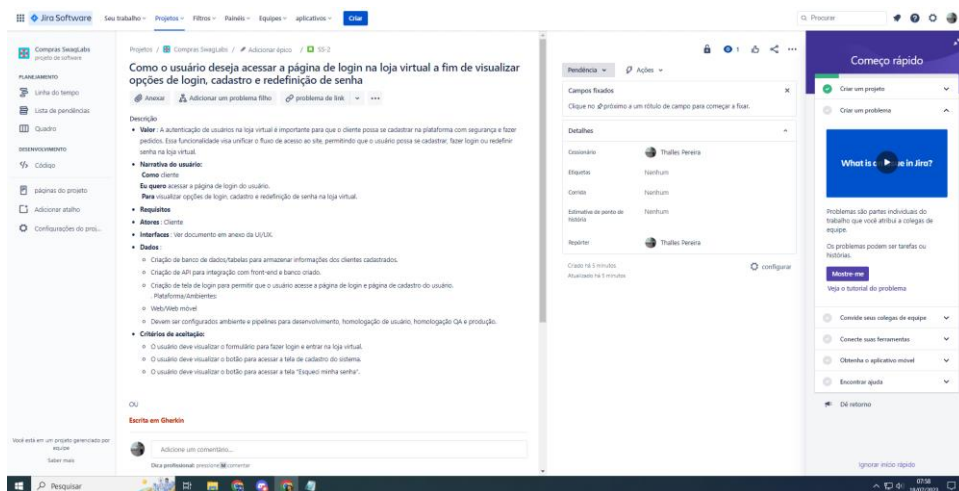 Jira Software
Seu trabalho
Projetos
Filtros
Painéis
Equipes
aplicativos
Criar
Procurar
Compras SwagLabs
projeto de software
PLANEJAMENTO
Linha do tempo
Lista de pendências
Quadro
DESENVOLVIMENTO
Código
páginas do projeto
Adicionar atalho
Configurações do proj...
Você está em um projeto gerenciado por equipe
Saber mais
Projetos / Compras SwagLabs / Adicionar épico / SS-2
Como o usuário deseja acessar a página de login na loja virtual a fim de visualizar
opções de login, cadastro e redefinição de senha
Anexar
Adicionar um problema filho
problema de link
Descrição
• Valor : A autenticação de usuários na loja virtual é importante para que o cliente possa se cadastrar na plataforma com segurança e fazer
pedidos. Essa funcionalidade visa unificar o fluxo de acesso ao site, permitindo que o usuário possa se cadastrar, fazer login ou redefinir
senha na loja virtual.
• Narrativa do usuário:
Como cliente
Eu quero acessar a página de login do usuário.
Para visualizar opções de login, cadastro e redefinição de senha na loja virtual.
• Requisitos
• Atores : Cliente
• Interfaces : Ver documento em anexo da UI/UX.
• Dados :
Criação de banco de dados/tabelas para armazenar informações dos clientes cadastrados.
Criação de API para integração com front-end e banco criado.
Criação de tela de login para permitir que o usuário acesse a página de login e página de cadastro do usuário.
. Plataforma/Ambientes:
Web/Web móvel
Devem ser configurados ambiente e pipelines para desenvolvimento, homologação de usuário, homologação QA e produção.
• Critérios de aceitação:
O usuário deve visualizar o formulário para fazer login e entrar na loja virtual.
O usuário deve visualizar o botão para acessar a tela de cadastro do sistema.
O usuário deve visualizar o botão para acessar a tela "Esqueci minha senha".
OU
Escrita em Gherkin
Adicione um comentário...
Dica profissional: pressione M comentar
1
Pendência
Ações
Campos fixados
Clique no próximo a um rótulo de campo para começar a fixar.
Detalhes
Cessionário
Thalles Pereira
Etiquetas
Nenhum
Corrida
Nenhum
Estimativa de ponto de história
Nenhum
Repórter
Thalles Pereira
Criado há 5 minutos
Atualizado há 5 minutos
configurar
Começo rápido
Criar um projeto
Criar um problema
What is
in Jira?
Problemas são partes individuais do
trabalho que você atribui a colegas de
equipe.
Os problemas podem ser tarefas ou
histórias.
Mostre-me
Veja o tutorial do problema
Convide seus colegas de equipe
Conecte suas ferramentas
Obtenha o aplicativo móvel
Encontrar ajuda
Dê retorno
Ignorar início rápido
Pesquisar
07:58
18/07/2023